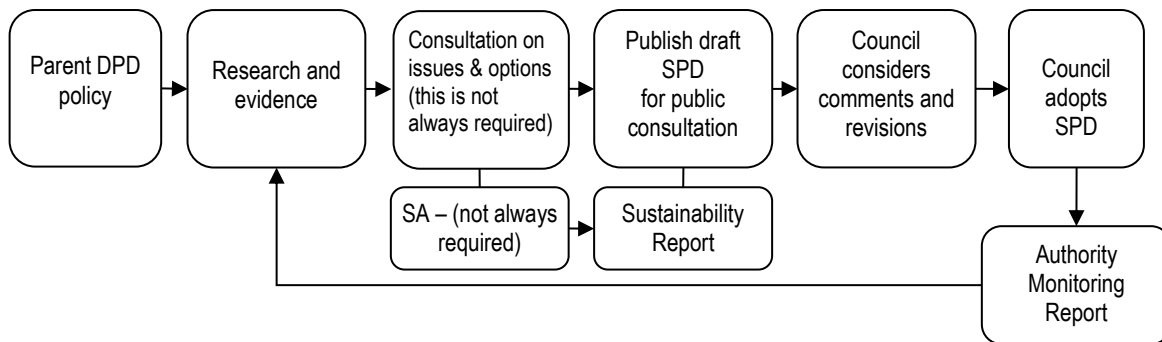 Parent DPD
policy
Research and
evidence
Consultation on
issues & options
(this is not
always required)
Publish draft
SPD
for public
consultation
Council
considers
comments and
revisions
Council
adopts
SPD
SA – (not always
required)
Sustainability
Report
Authority
Monitoring
Report